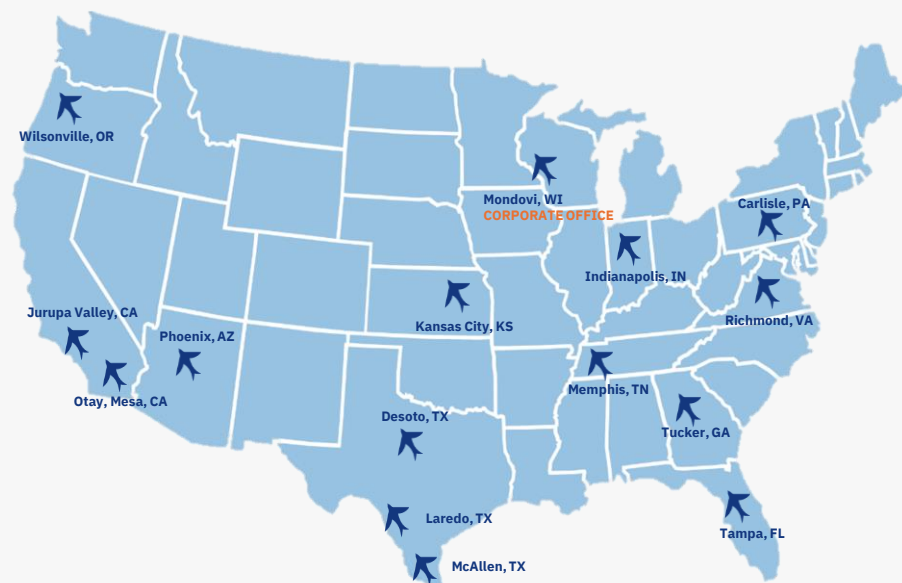 Wilsonville, OR
Mondovi, WI
CORPORATE OFFICE
Carlisle, PA
Indianapolis, IN
Jurupa Valley, CA
Kansas City, KS
Richmond, VA
Phoenix, AZ
Otay, Mesa, CA
Memphis, TN
Desoto, TX
Tucker, GA
Laredo, TX
Tampa, FL
McAllen, TX